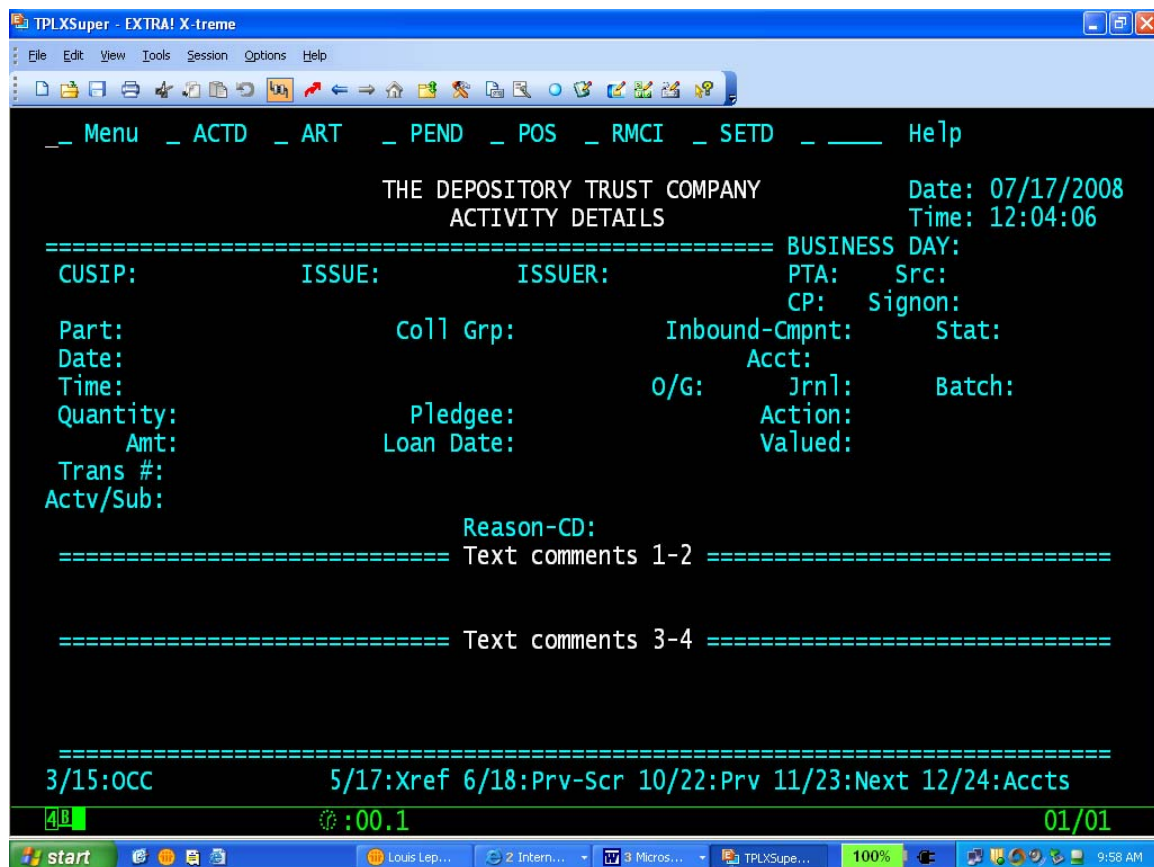 TPLXSuper - EXTRA! X-treme
File Edit View Tools Session Options Help
__ Menu _ ACTD _ ART _ PEND _ POS _ RMCI _ SETD _ ____ Help
THE DEPOSITORY TRUST COMPANY Date: 07/17/2008
ACTIVITY DETAILS Time: 12:04:06
====================================================== BUSINESS DAY:
CUSIP: ISSUE: ISSUER: PTA: Src:
CP: Signon:
Part: Coll Grp: Inbound-Cmpnt: Stat:
Date: Acct:
Time: O/G: Jrnl: Batch:
Quantity: Pledgee: Action:
Amt: Loan Date: Valued:
Trans #:
Actv/Sub:
Reason-CD:
============================= Text comments 1-2 ==============================
============================= Text comments 3-4 ==============================
==============================================================================
3/15:OCC 5/17:Xref 6/18:Prv-Scr 10/22:Prv 11/23:Next 12/24:Accts
4B :00.1 01/01
start Louis Lep... 2 Intern... 3 Micros... TPLXSupe... 100% 9:58 AM